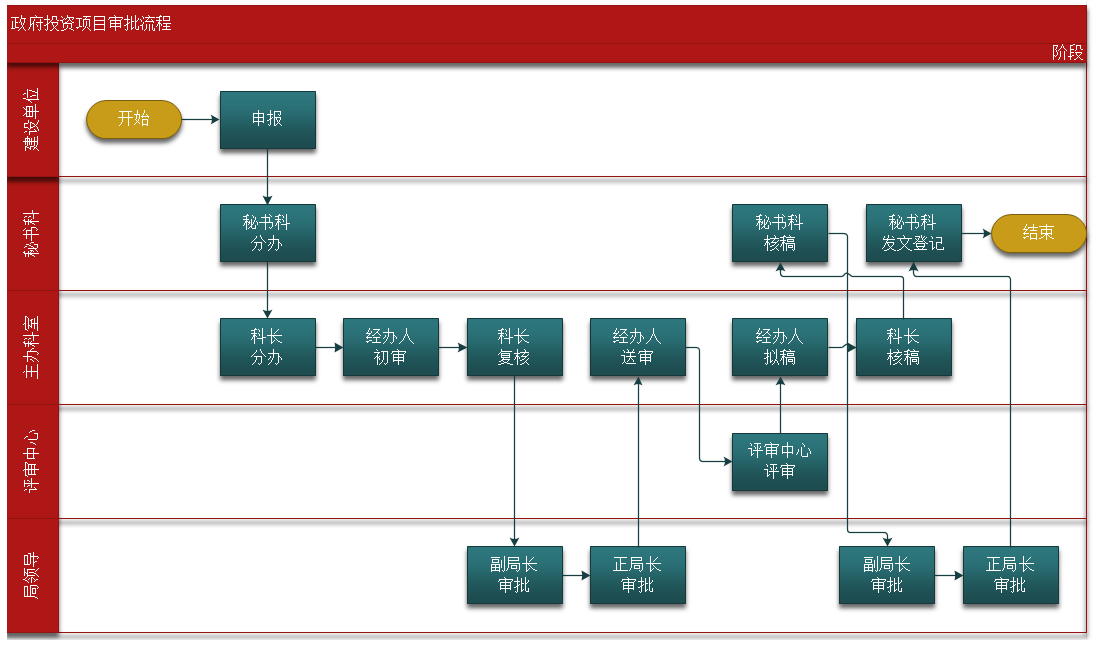 政府投资项目审批流程
阶段
建设单位
开始
申报
秘书科
秘书科
分办
秘书科
核稿
秘书科
发文登记
结束
主办科室
科长
分办
经办人
初审
科长
复核
经办人
送审
经办人
拟稿
科长
核稿
评审中心
评审中心
评审
局领导
副局长
审批
正局长
审批
副局长
审批
正局长
审批